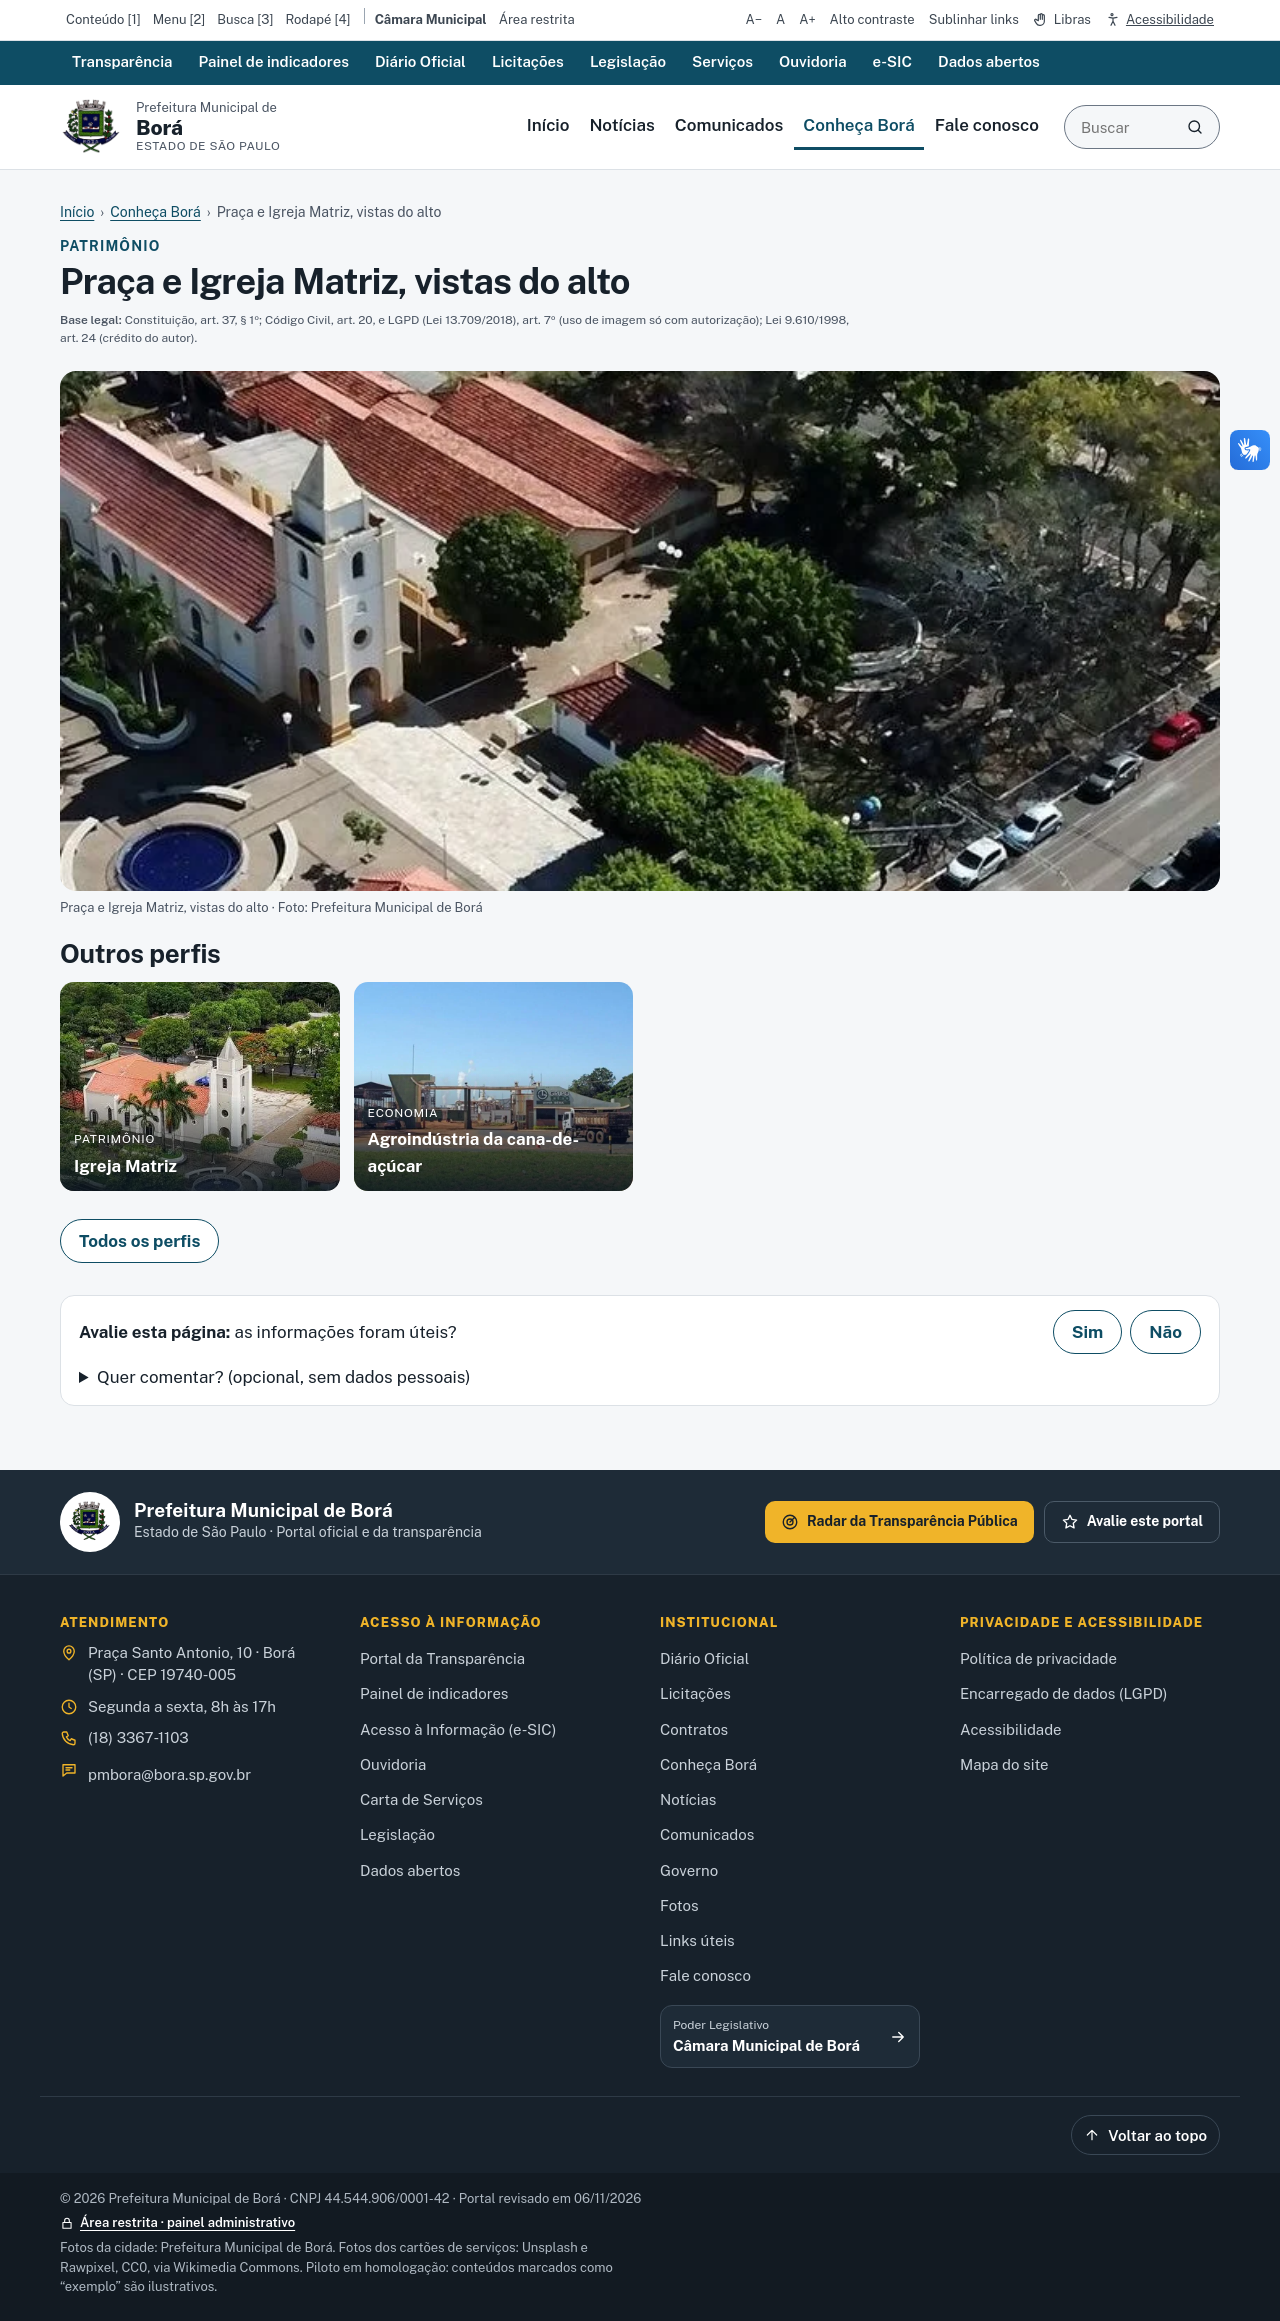 Conteúdo [1] Menu [2] Busca [3] Rodapé [4] Câmara Municipal Área restrita A− A A+ Alto contraste Sublinhar links Libras Acessibilidade
Transparência Painel de indicadores Diário Oficial Licitações Legislação Serviços Ouvidoria e-SIC Dados abertos
Prefeitura Municipal de
Borá
ESTADO DE SÃO PAULO
Início Notícias Comunicados Conheça Borá Fale conosco Buscar
Início › Conheça Borá › Praça e Igreja Matriz, vistas do alto
PATRIMÔNIO
Praça e Igreja Matriz, vistas do alto
Base legal: Constituição, art. 37, § 1º; Código Civil, art. 20, e LGPD (Lei 13.709/2018), art. 7º (uso de imagem só com autorização); Lei 9.610/1998,
art. 24 (crédito do autor).
Praça e Igreja Matriz, vistas do alto · Foto: Prefeitura Municipal de Borá
Outros perfis
PATRIMÔNIO
Igreja Matriz
ECONOMIA
Agroindústria da cana-de-
açúcar
Todos os perfis
Avalie esta página: as informações foram úteis? Sim Não
Quer comentar? (opcional, sem dados pessoais)
Prefeitura Municipal de Borá
Estado de São Paulo · Portal oficial e da transparência
Radar da Transparência Pública Avalie este portal
ATENDIMENTO
Praça Santo Antonio, 10 · Borá
(SP) · CEP 19740-005
Segunda a sexta, 8h às 17h
(18) 3367-1103
pmbora@bora.sp.gov.br
ACESSO À INFORMAÇÃO
Portal da Transparência
Painel de indicadores
Acesso à Informação (e-SIC)
Ouvidoria
Carta de Serviços
Legislação
Dados abertos
INSTITUCIONAL
Diário Oficial
Licitações
Contratos
Conheça Borá
Notícias
Comunicados
Governo
Fotos
Links úteis
Fale conosco
Poder Legislativo
Câmara Municipal de Borá
PRIVACIDADE E ACESSIBILIDADE
Política de privacidade
Encarregado de dados (LGPD)
Acessibilidade
Mapa do site
Voltar ao topo
© 2026 Prefeitura Municipal de Borá · CNPJ 44.544.906/0001-42 · Portal revisado em 06/11/2026
Área restrita · painel administrativo
Fotos da cidade: Prefeitura Municipal de Borá. Fotos dos cartões de serviços: Unsplash e
Rawpixel, CC0, via Wikimedia Commons. Piloto em homologação: conteúdos marcados como
“exemplo” são ilustrativos.